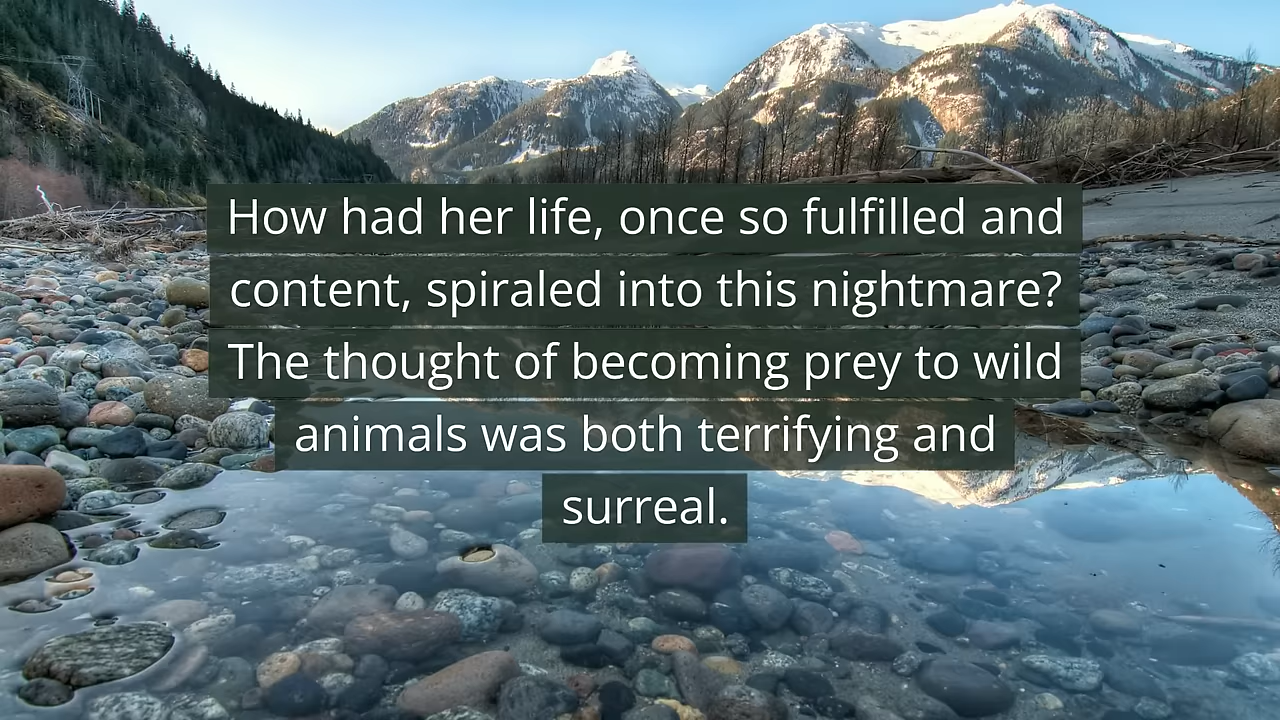 How had her life, once so fulfilled and
content, spiraled into this nightmare?
The thought of becoming prey to wild
animals was both terrifying and
surreal.